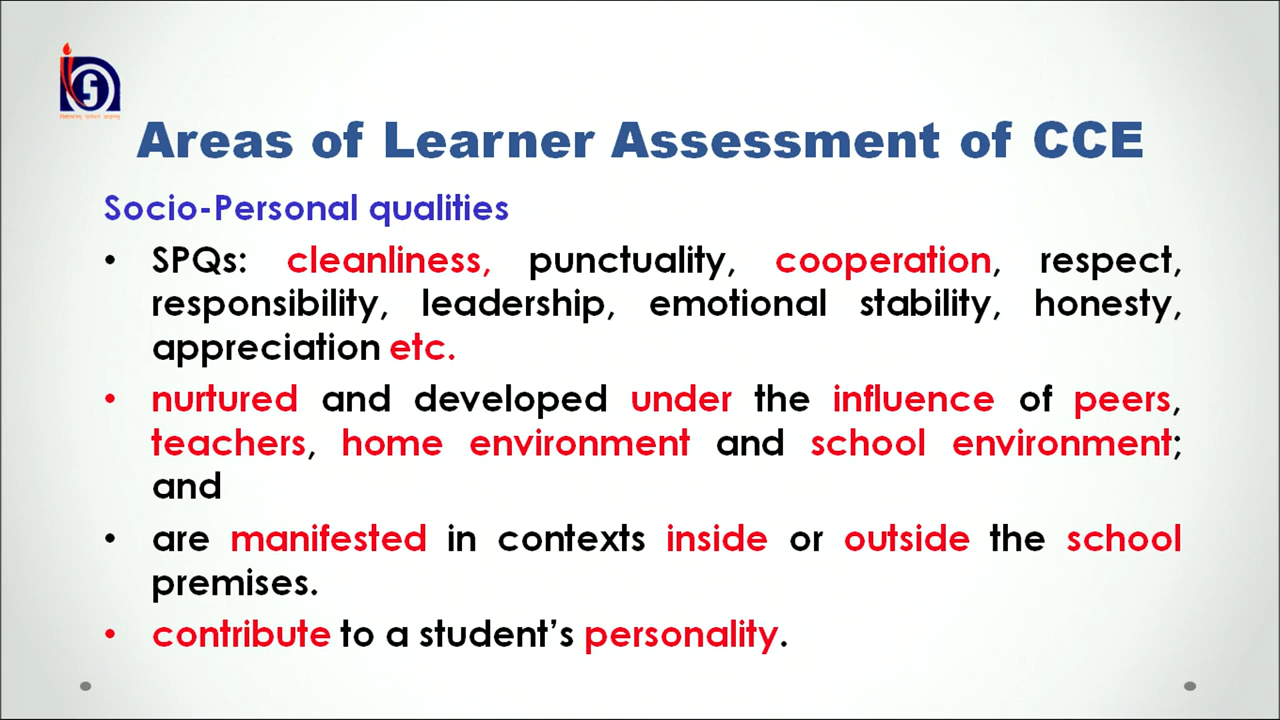 Areas of Learner Assessment of CCE
Socio-Personal qualities
• SPQs: cleanliness, punctuality, cooperation, respect,
responsibility, leadership, emotional stability, honesty,
appreciation etc.
• nurtured and developed under the influence of peers,
teachers, home environment and school environment;
and
• are manifested in contexts inside or outside the school
premises.
• contribute to a student’s personality.